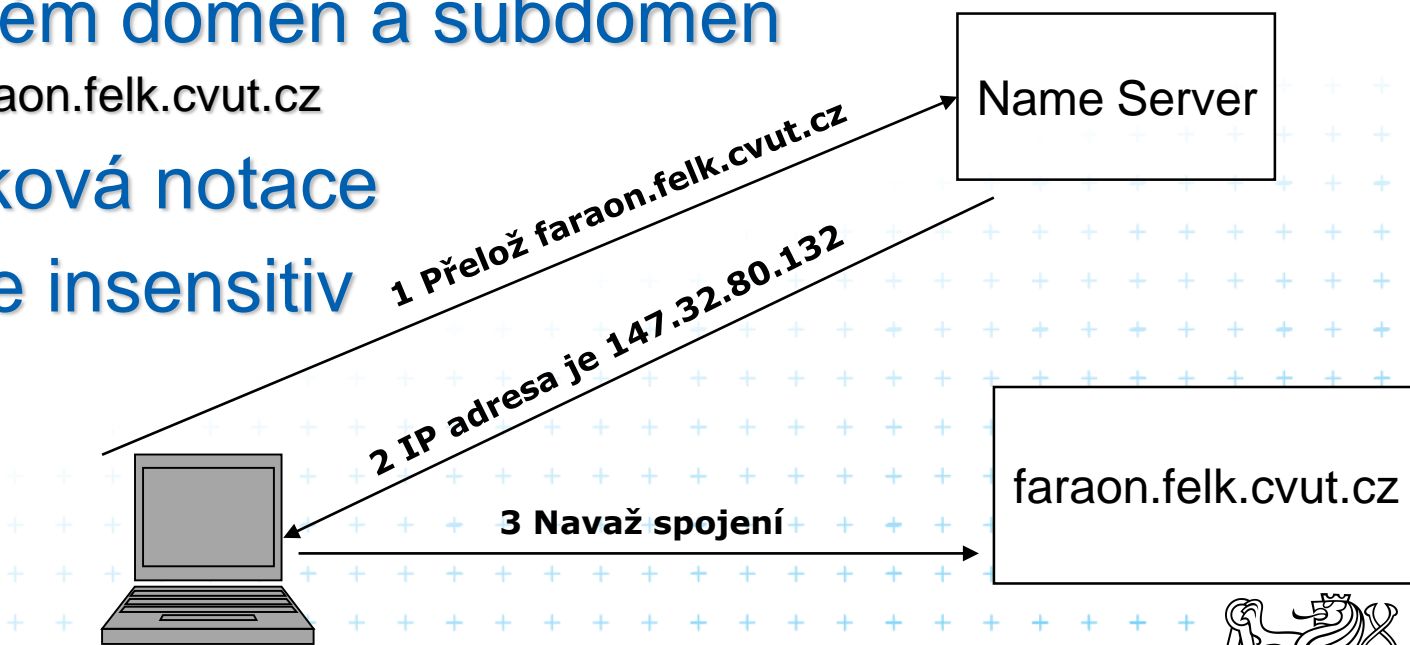 ém domén a subdomén
aon.felk.cvut.cz
ková notace
e insensitiv
Name Server
1 Přelož faraon.felk.cvut.cz
2 IP adresa je 147.32.80.132
3 Navaž spojení
faraon.felk.cvut.cz